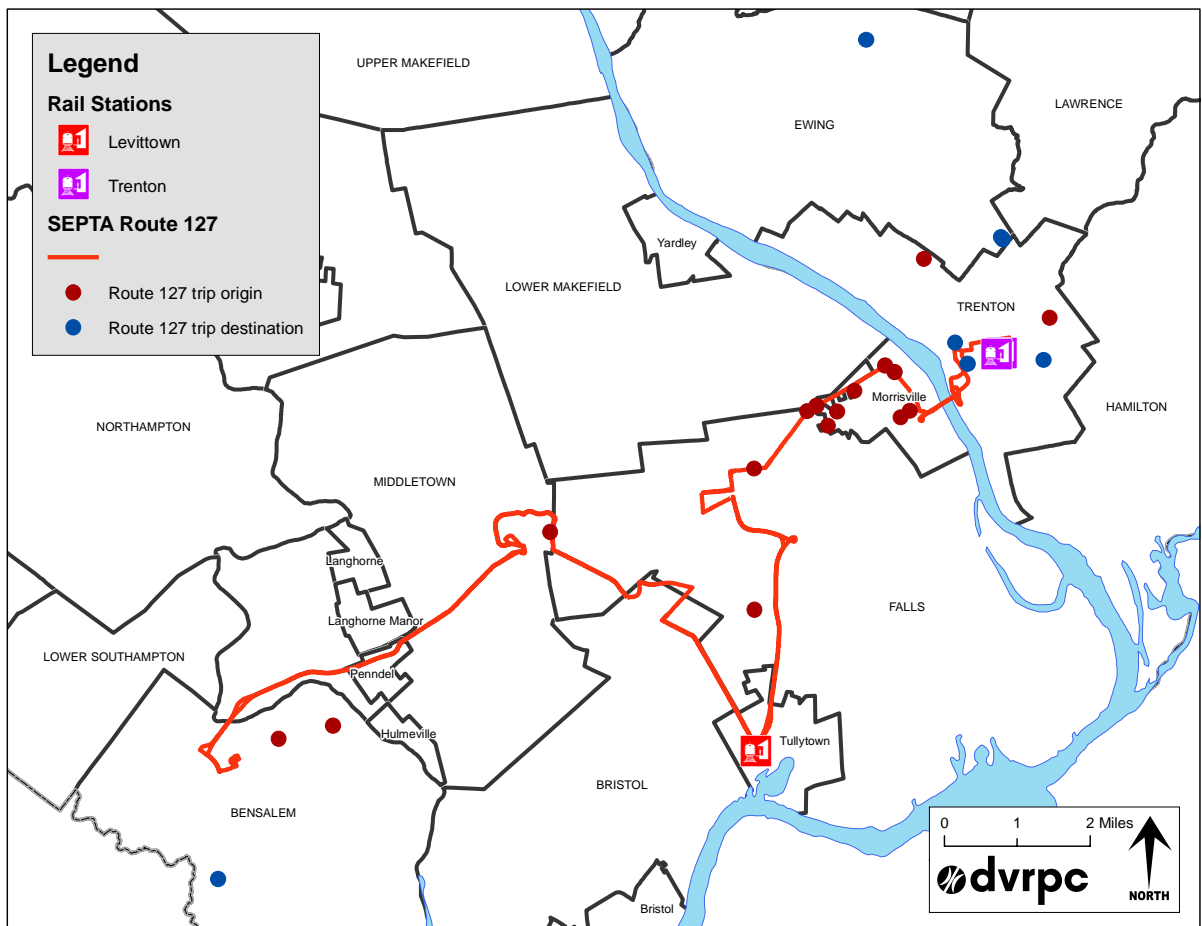 Legend
Rail Stations
Levittown
Trenton
SEPTA Route 127
Route 127 trip origin
Route 127 trip destination
UPPER MAKEFIELD
LAWRENCE
EWING
Yardley
LOWER MAKEFIELD
TRENTON
Morrisville
HAMILTON
NORTHAMPTON
MIDDLETOWN
Langhorne
FALLS
Langhorne Manor
LOWER SOUTHAMPTON
Penndel
Hulmeville
Tullytown
BRISTOL
BENSALEM
Bristol
0 1 2 Miles
dvrpc
NORTH